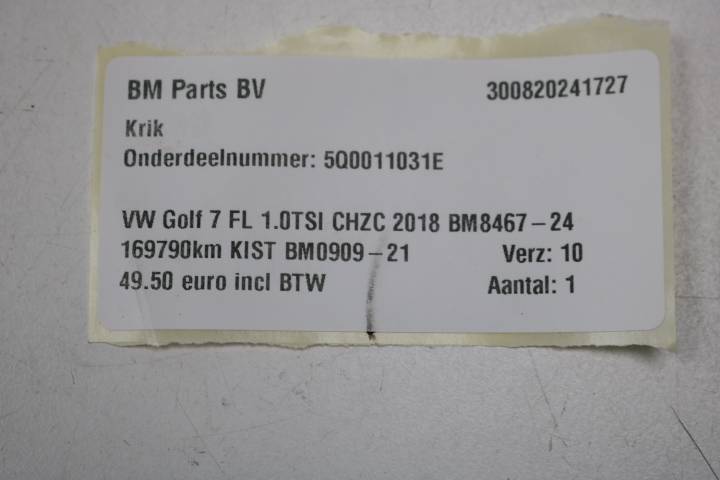 BM Parts BV 300820241727
Krik
Onderdeelnummer: 5Q0011031E
VW Golf 7 FL 1.0TSI CHZC 2018 BM8467-24
169790km KIST BM0909-21 Verz: 10
49.50 euro incl BTW Aantal: 1